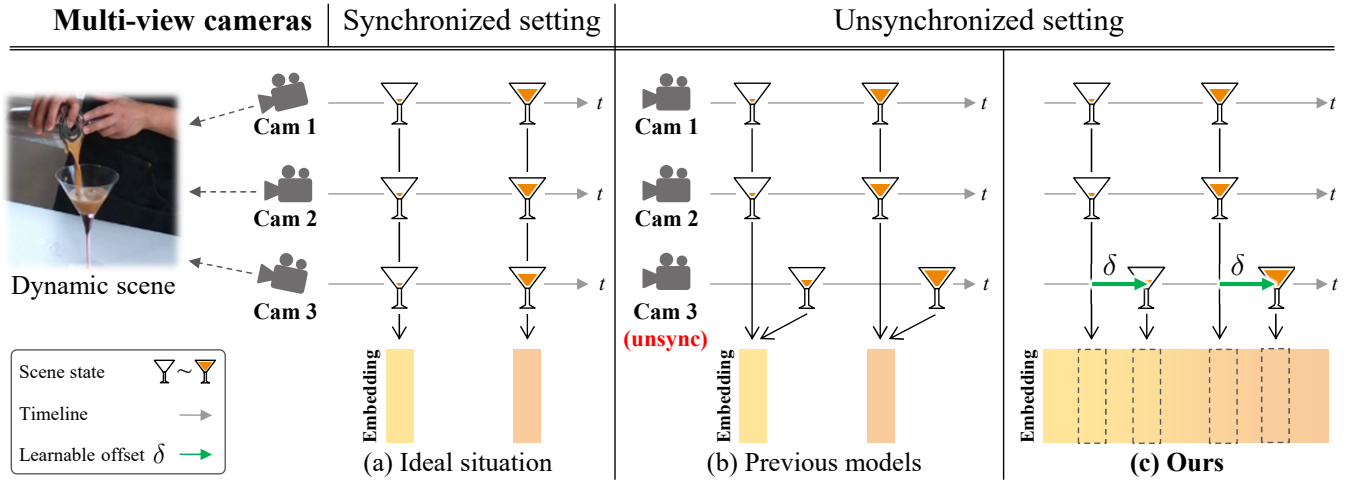 Multi-view cameras
Synchronized setting
Unsynchronized setting
Cam 1
t
Cam 1
t
t
Cam 2
t
Cam 2
t
t
Dynamic scene
Cam 3
t
Cam 3
(unsync)
t
δ
δ
t
Scene state ~
Timeline
Learnable offset δ
Embedding
Embedding
Embedding
(a) Ideal situation
(b) Previous models
(c) Ours